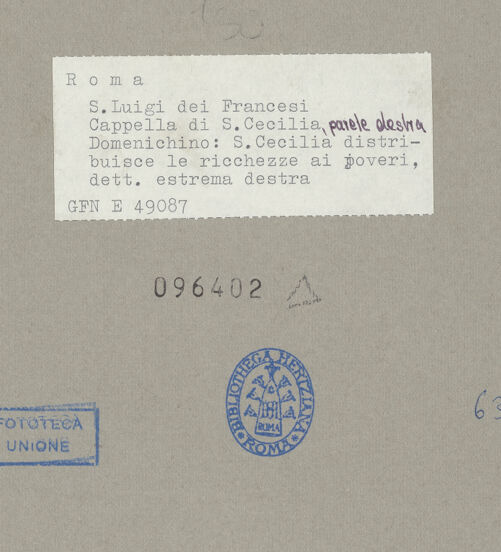 130
R o m a
S.Luigi dei Francesi
Cappella di S.Cecilia, parete destra
Domenichino: S.Cecilia distri-
buisce le ricchezze ai poveri,
dett. estrema destra
GFN E 49087
096402
BIBLIOTHECA HERTZIANA
ROMA
ROMA
FOTOTECA
UNIONE
63